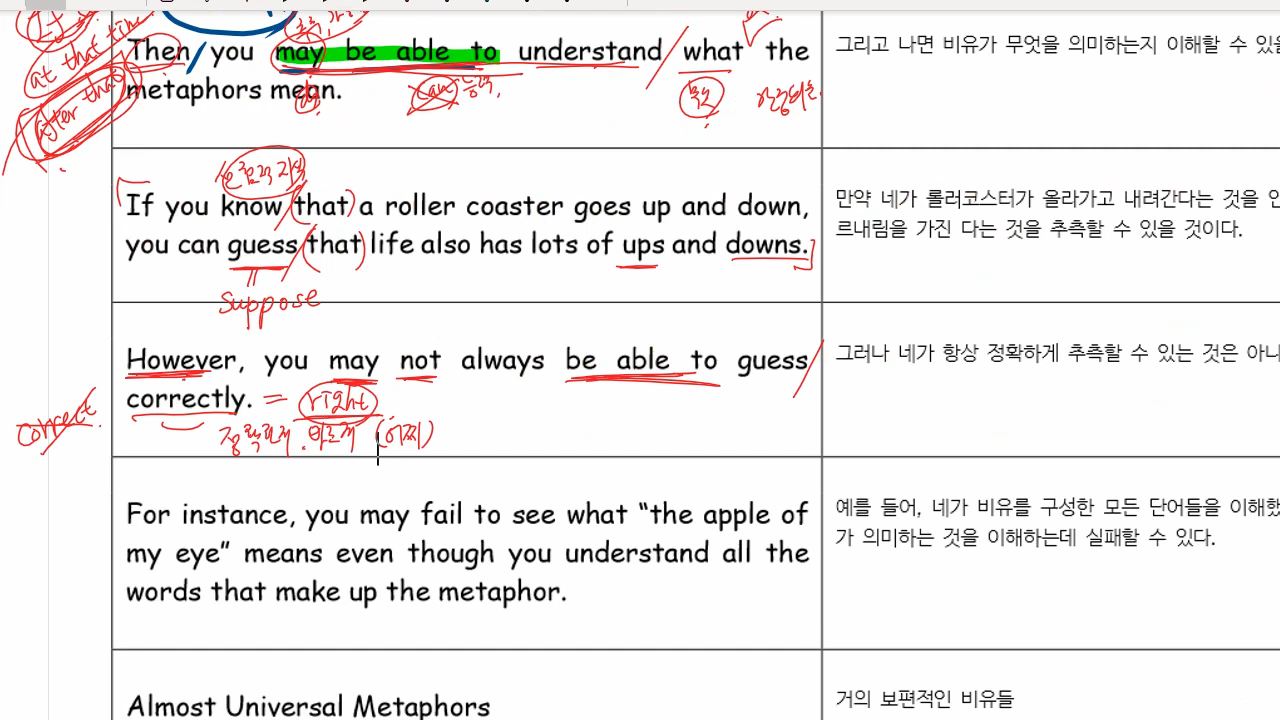 at that time
after that
Then, you may be able to understand what the
그리고 나면 비유가 무엇을 의미하는지 이해할 수 있
metaphors mean.
can 능력.
If you know that a roller coaster goes up and down,
만약 네가 롤러코스터가 올라가고 내려간다는 것을 인
you can guess that life also has lots of ups and downs.
르내림을 가진 다는 것을 추측할 수 있을 것이다.
suppose
However, you may not always be able to guess
그러나 네가 항상 정확하게 추측할 수 있는 것은 아니
correctly. = right
correct
For instance, you may fail to see what “the apple of
예를 들어, 네가 비유를 구성한 모든 단어들을 이해했
my eye” means even though you understand all the
가 의미하는 것을 이해하는데 실패할 수 있다.
words that make up the metaphor.
Almost Universal Metaphors
거의 보편적인 비유들